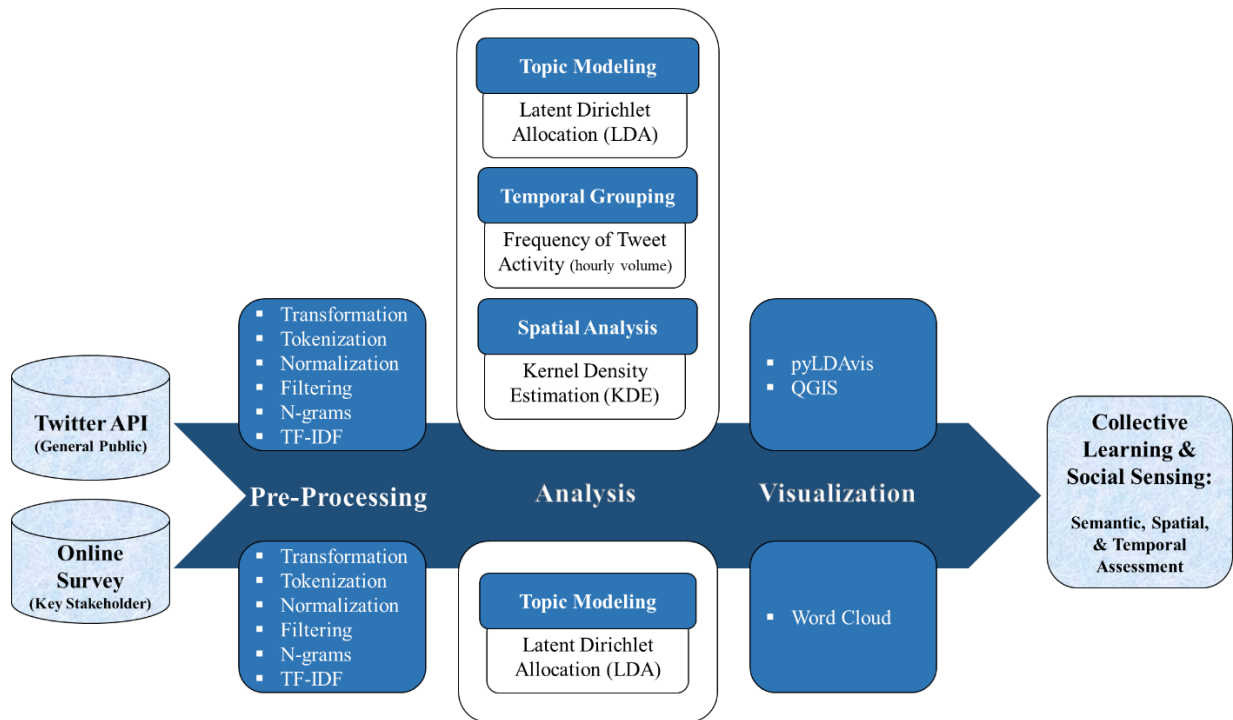 Topic Modeling
Latent Dirichlet
Allocation (LDA)
Temporal Grouping
Frequency of Tweet
Activity (hourly volume)
Spatial Analysis
Kernel Density
Estimation (KDE)
Twitter API
(General Public)
Online
Survey
(Key Stakeholder)
▪ Transformation
▪ Tokenization
▪ Normalization
▪ Filtering
▪ N-grams
▪ TF-IDF
Pre-Processing
▪ Transformation
▪ Tokenization
▪ Normalization
▪ Filtering
▪ N-grams
▪ TF-IDF
Analysis
Topic Modeling
Latent Dirichlet
Allocation (LDA)
▪ pyLDAvis
▪ QGIS
Visualization
▪ Word Cloud
Collective
Learning &
Social Sensing:
Semantic, Spatial,
& Temporal
Assessment